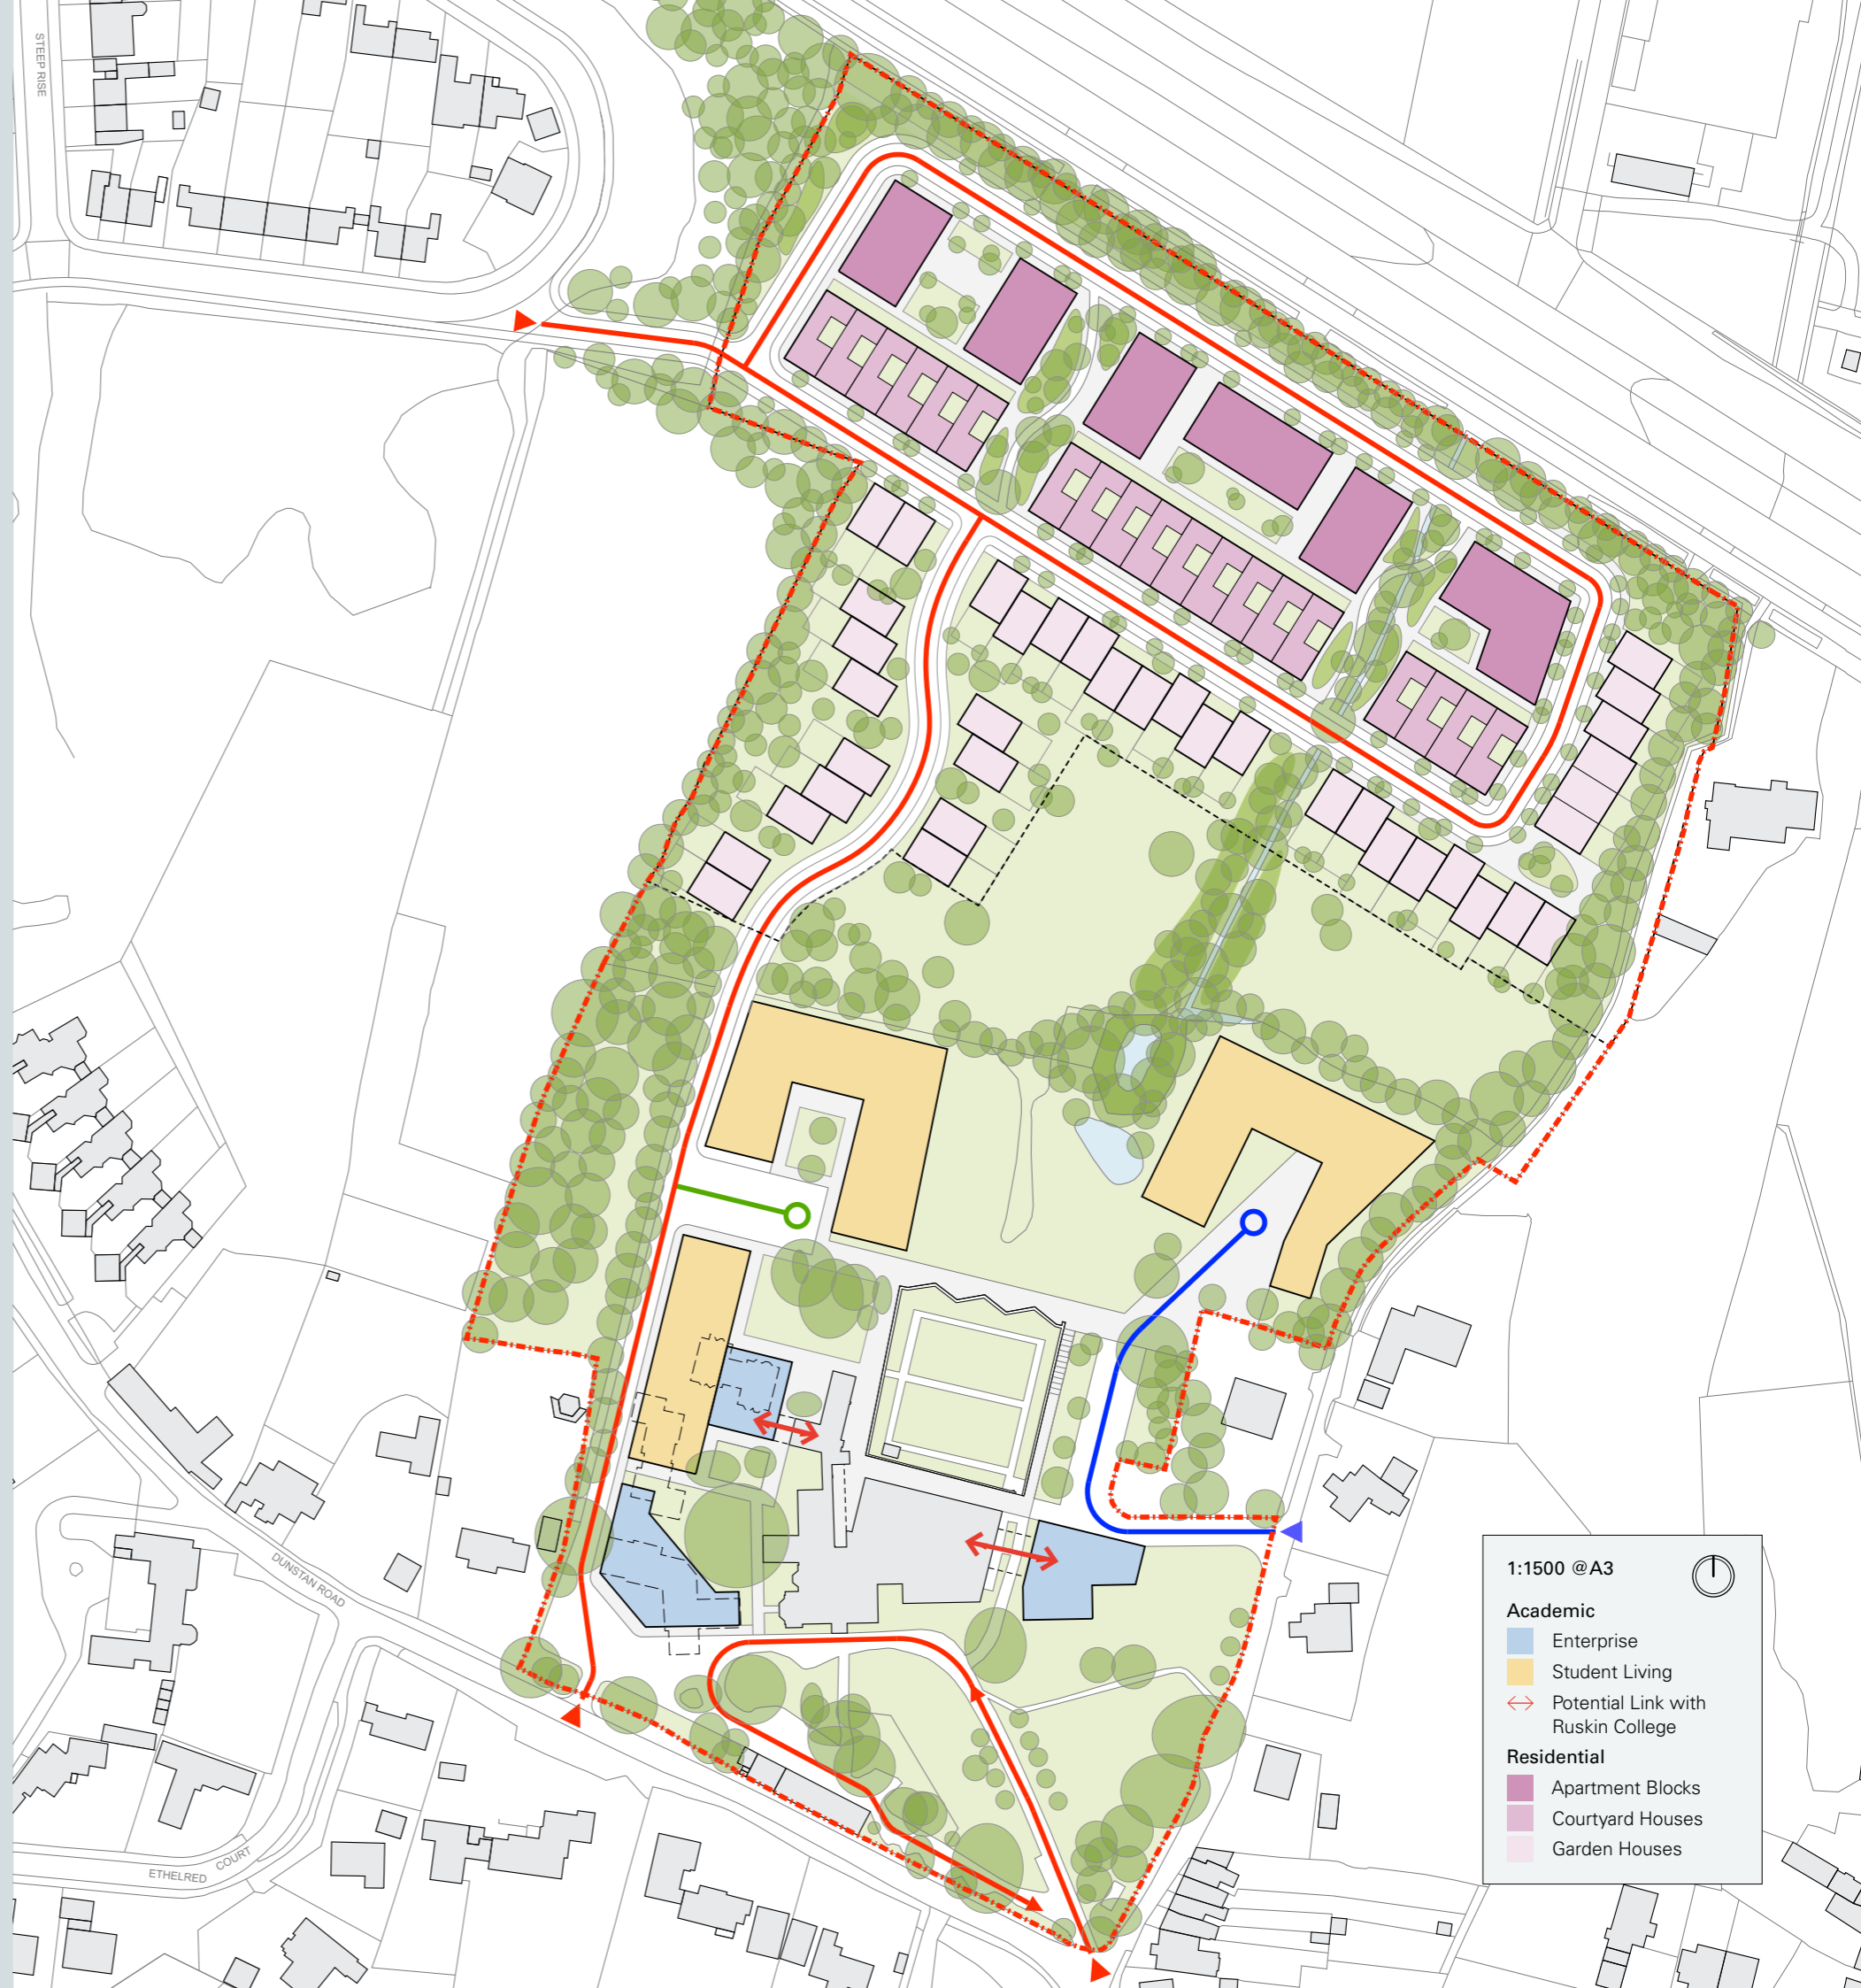 STEEP RISE
DUNSTAN ROAD
ETHELRED COURT
1:1500 @A3
Academic
Enterprise
Student Living
Potential Link with
Ruskin College
Residential
Apartment Blocks
Courtyard Houses
Garden Houses